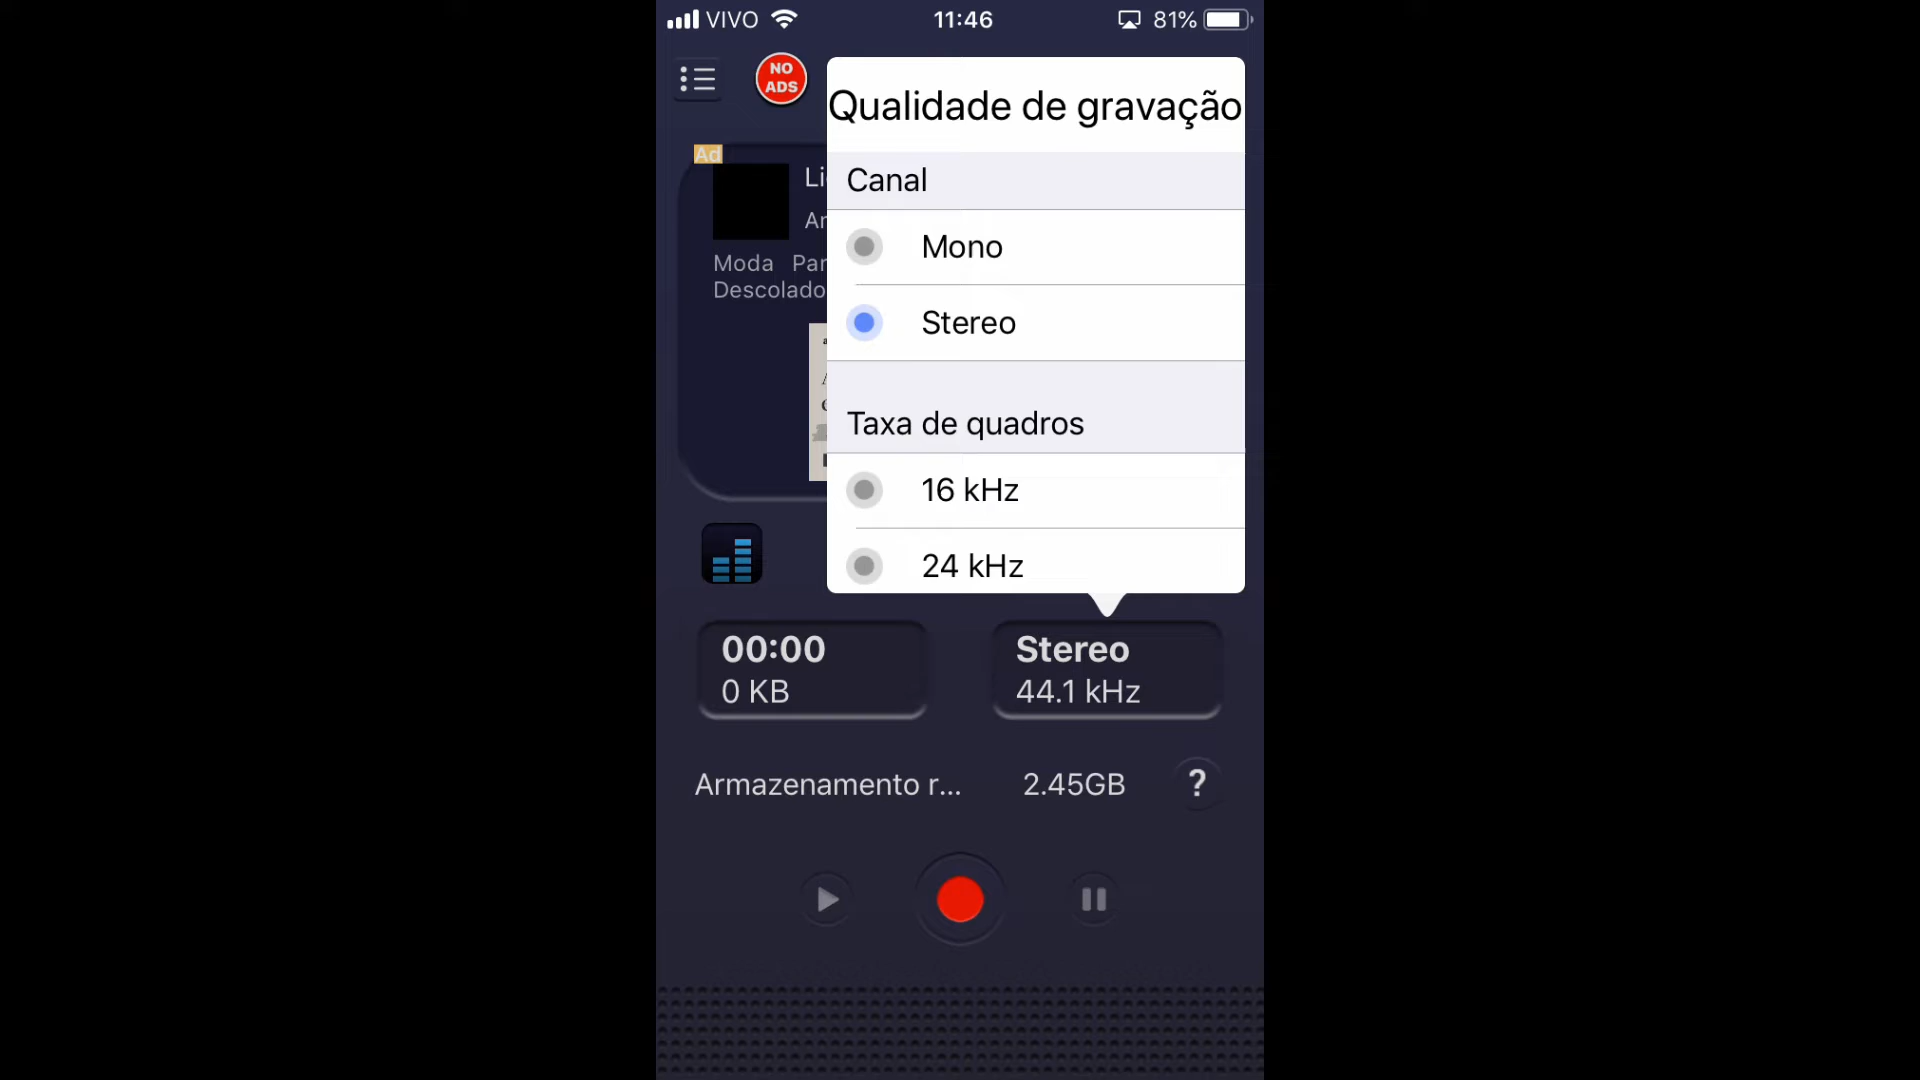 VIVO 11:46 81%
NO
ADS
Qualidade de gravação
Canal
Ad
Mono
Moda Par
Descolado
Stereo
Taxa de quadros
16 kHz
24 kHz
00:00
0 KB
Stereo
44.1 kHz
Armazenamento r... 2.45GB ?